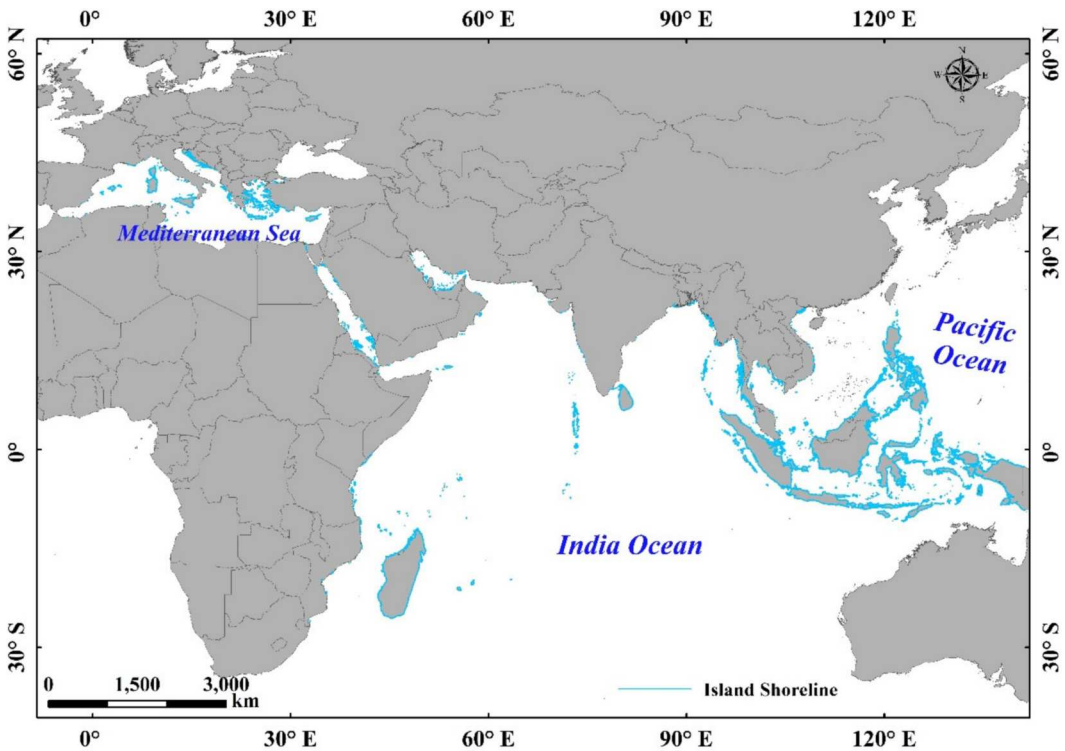 0° 30° E 60° E 90° E 120° E
60° N
N
W E
S
Mediterranean Sea
30° N
30° N
60° N
Pacific
Ocean
0°
0°
India Ocean
30° S
30° S
0 1,500 3,000
km
Island Shoreline
0° 30° E 60° E 90° E 120° E